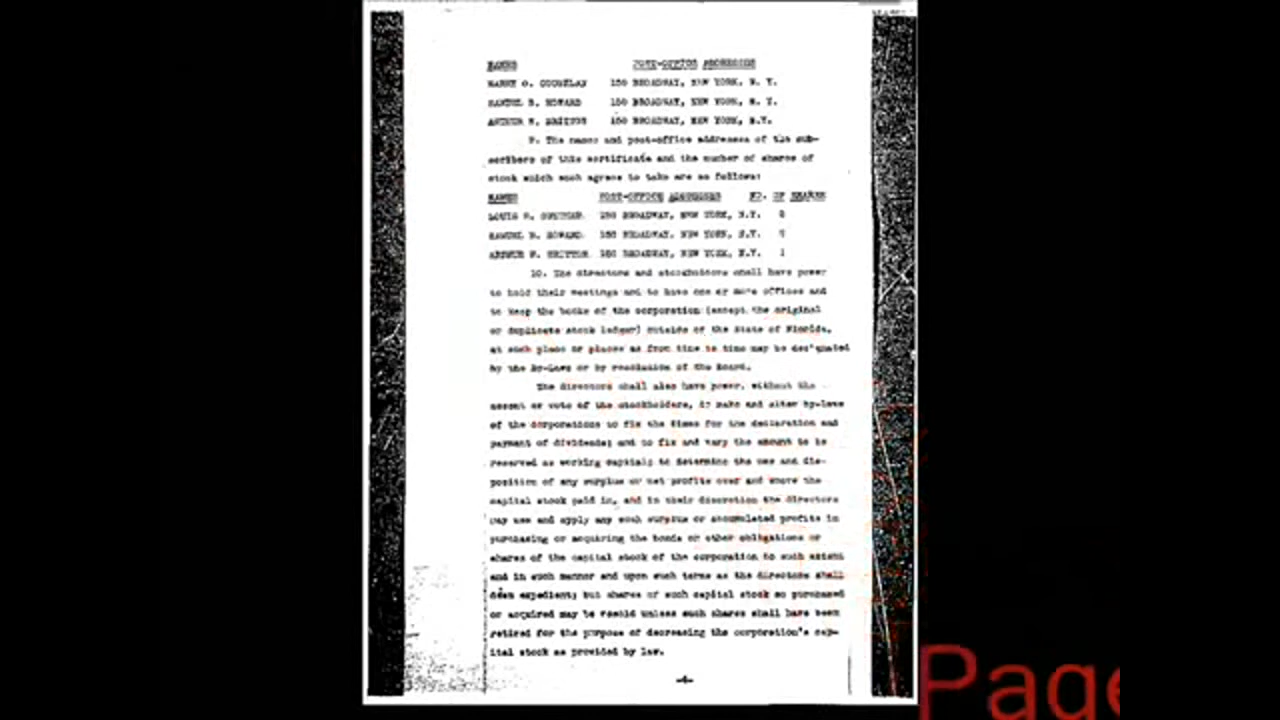 NAMES POST-OFFICE ADDRESSES
HARRY O. 150 BROADWAY, NEW YORK, N. Y.
SAMUEL B. HOWARD 150 BROADWAY, NEW YORK, N. Y.
ARTHUR W. BRITTON 150 BROADWAY, NEW YORK, N.Y.
9. The names and post-office addresses of the sub-
scribers of this certificate and the number of shares of
stock which each agrees to take are as follows:
NAMES POST-OFFICE ADDRESSES NO. OF SHARES
LOUIS 150 BROADWAY, NEW YORK, N.Y.
SAMUEL B. HOWARD 150 BROADWAY, NEW YORK, N.Y.
ARTHUR W. BRITTON 150 BROADWAY, NEW YORK, N.Y. 1
10. The directors and stockholders shall have power
to hold their meetings and to have one or more offices and
to keep the books of the corporation (except the original
or duplicate stock ledger) outside of the State of Florida,
at such place or places as from time to time may be designated
by the By-Laws or by resolution of the Board.
The directors shall also have power, without the
assent or vote of the stockholders, to make and alter by-laws
of the corporation; to fix the times for the declaration and
payment of dividends; and to fix and vary the amount to be
reserved as working capital; to determine the use and dis-
position of any surplus or net profits over and above the
capital stock paid in, and in their discretion the directors
may use and apply any such surplus or accumulated profits in
purchasing or acquiring the bonds or other obligations or
shares of the capital stock of the corporation to such extent
and in such manner and upon such terms as the directors shall
deem expedient; but shares of such capital stock so purchased
or acquired may be resold unless such shares shall have been
retired for the purpose of decreasing the corporation's cap-
ital stock as provided by law.
-4-
Page